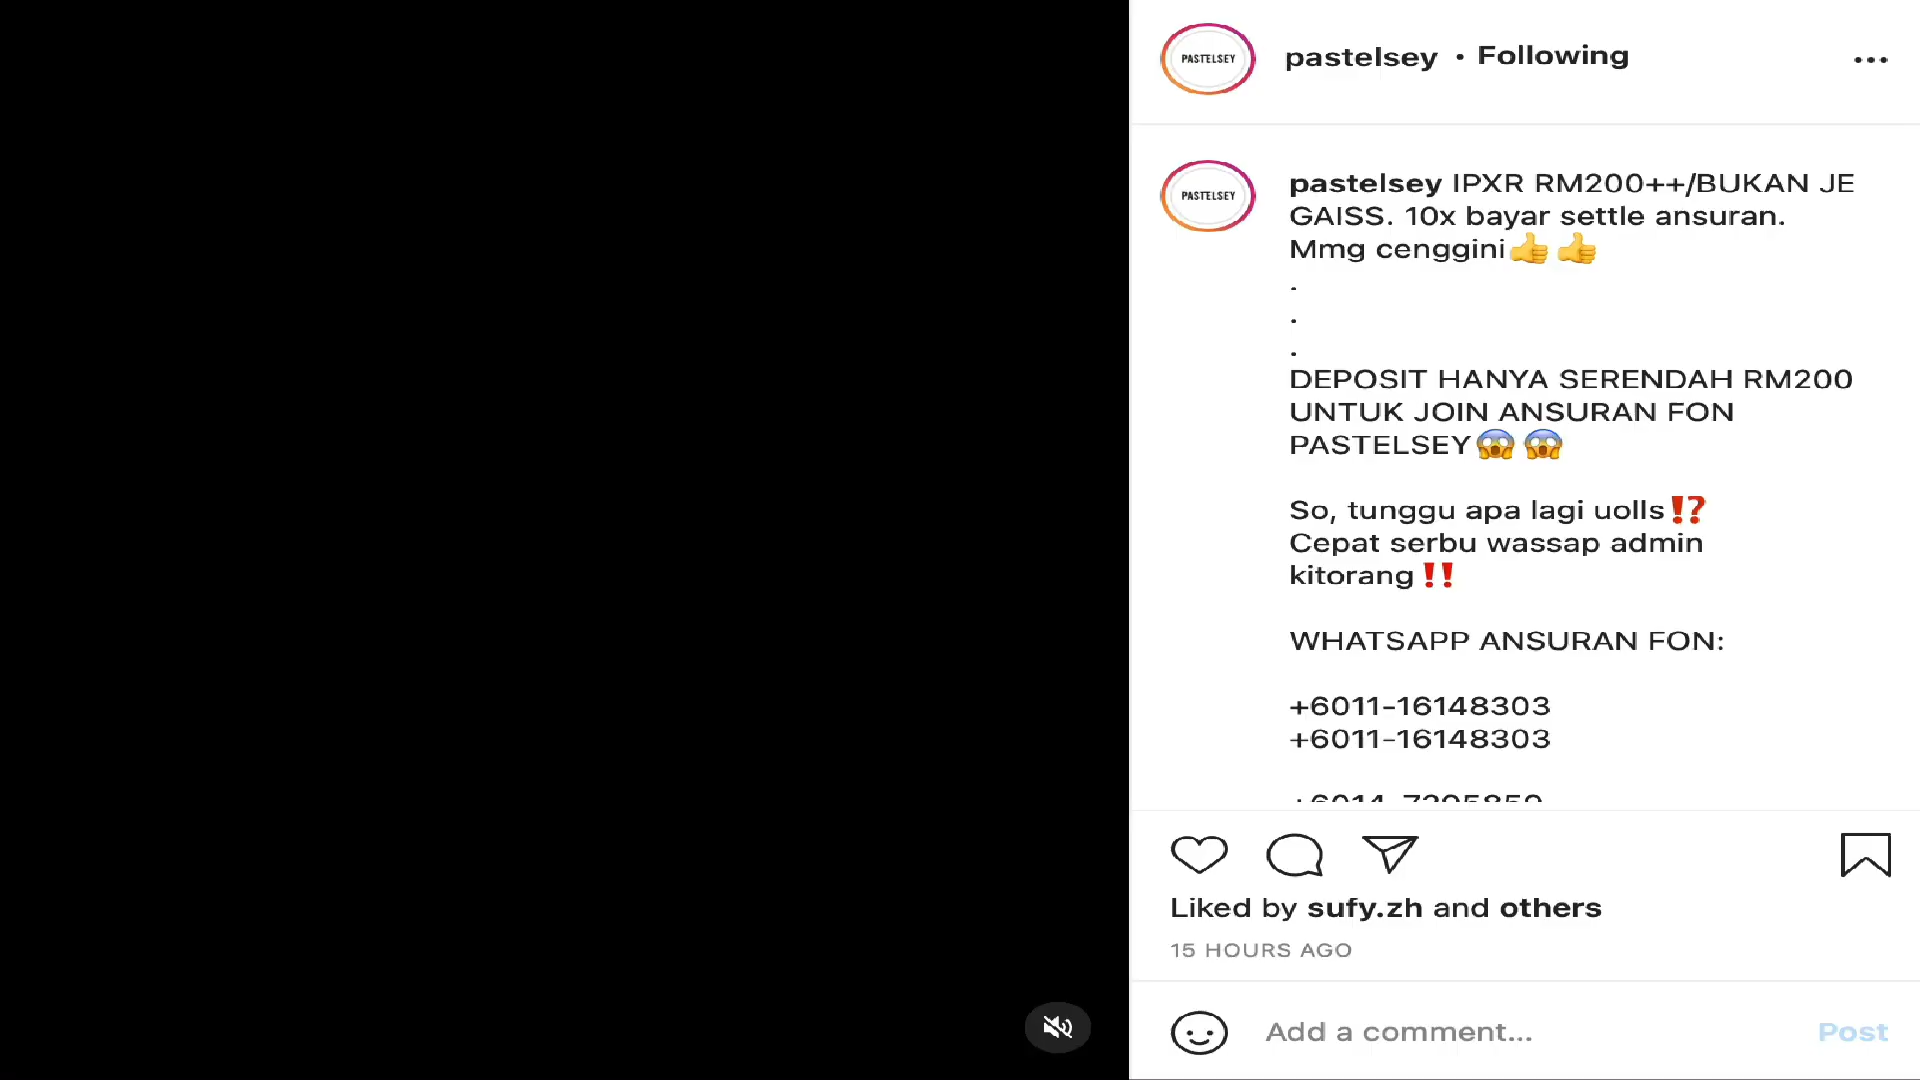 PASTELSEY
pastelsey • Following
PASTELSEY
pastelsey IPXR RM200++/BUKAN JE
GAISS. 10x bayar settle ansuran.
Mmg cenggini👍👍
.
.
.
DEPOSIT HANYA SERENDAH RM200
UNTUK JOIN ANSURAN FON
PASTELSEY😱😱
So, tunggu apa lagi uolls⁉️
Cepat serbu wassap admin
kitorang‼️
WHATSAPP ANSURAN FON:
+6011-16148303
+6011-16148303
Liked by sufy.zh and others
15 HOURS AGO
Add a comment...
Post